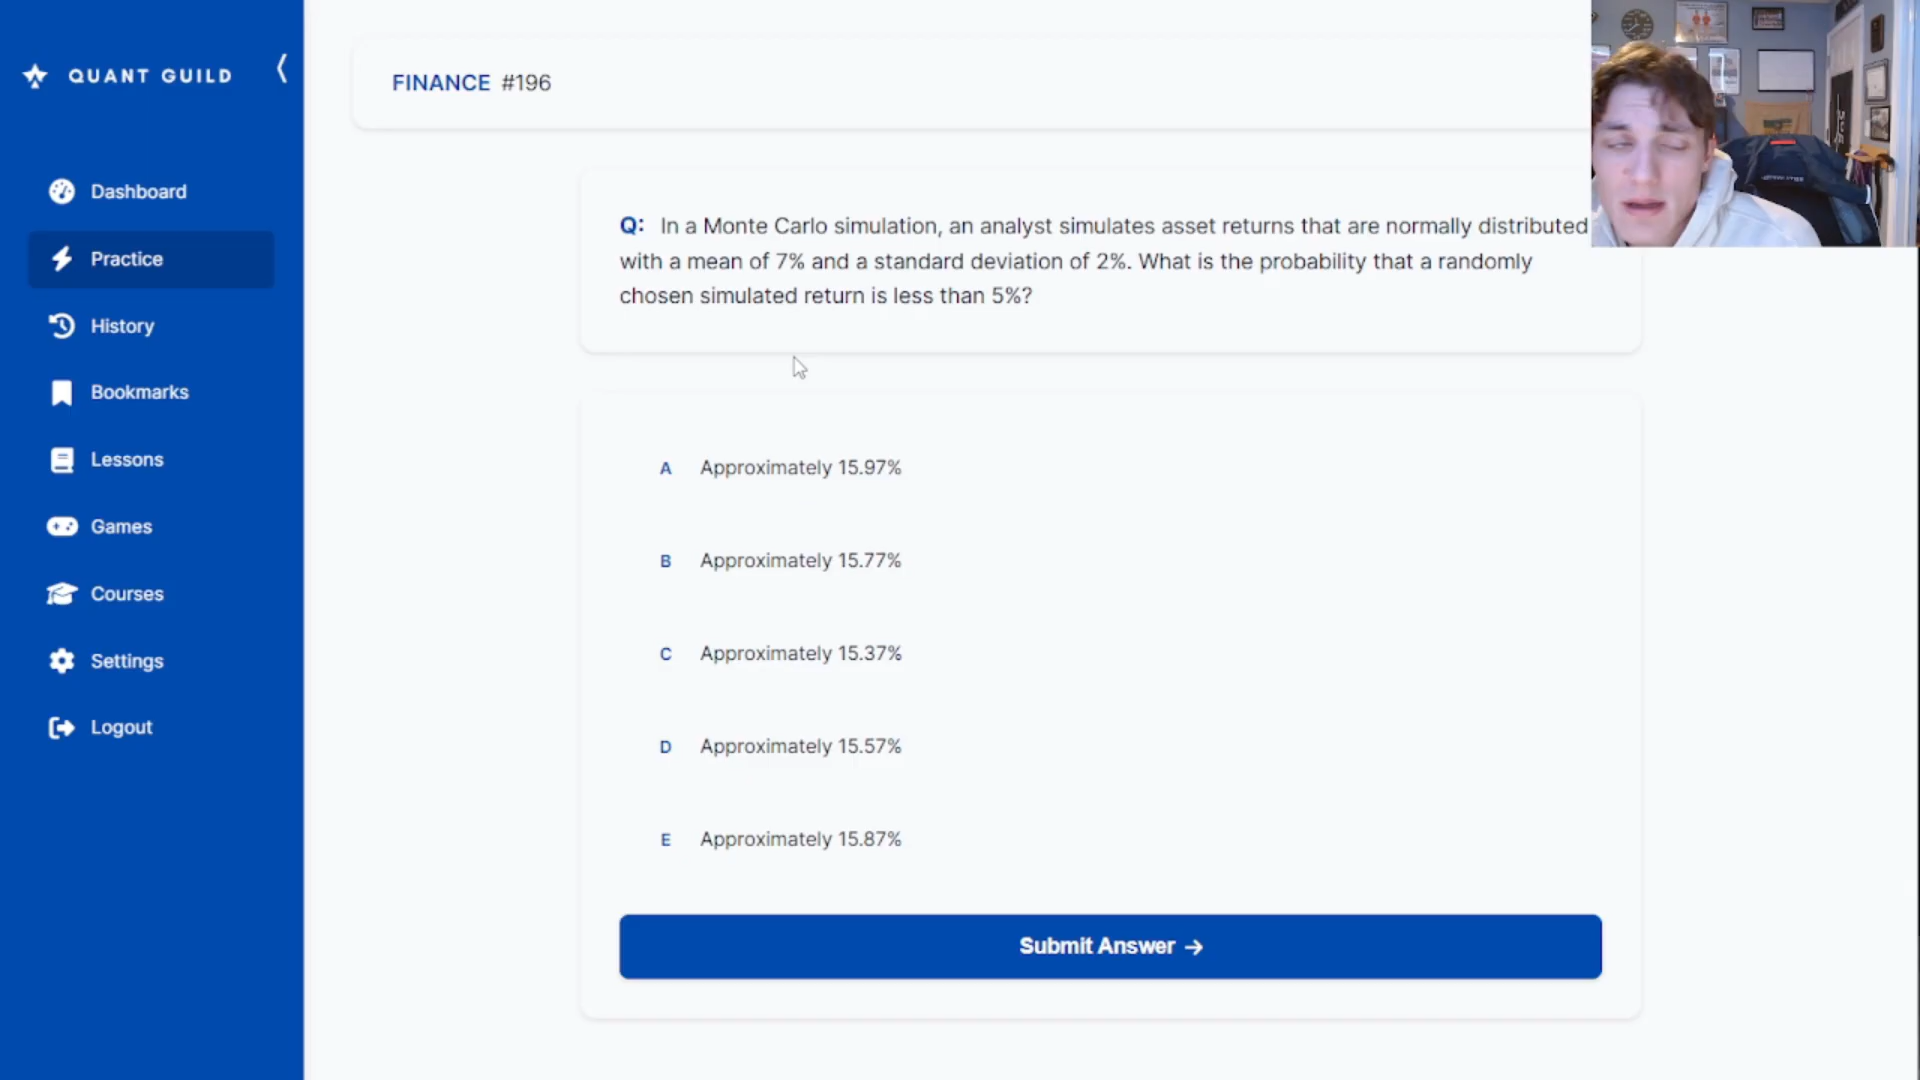 QUANT GUILD
Dashboard
Practice
History
Bookmarks
Lessons
Games
Courses
Settings
Logout
FINANCE #196
Q: In a Monte Carlo simulation, an analyst simulates asset returns that are normally distributed
with a mean of 7% and a standard deviation of 2%. What is the probability that a randomly
chosen simulated return is less than 5%?
A Approximately 15.97%
B Approximately 15.77%
C Approximately 15.37%
D Approximately 15.57%
E Approximately 15.87%
Submit Answer →